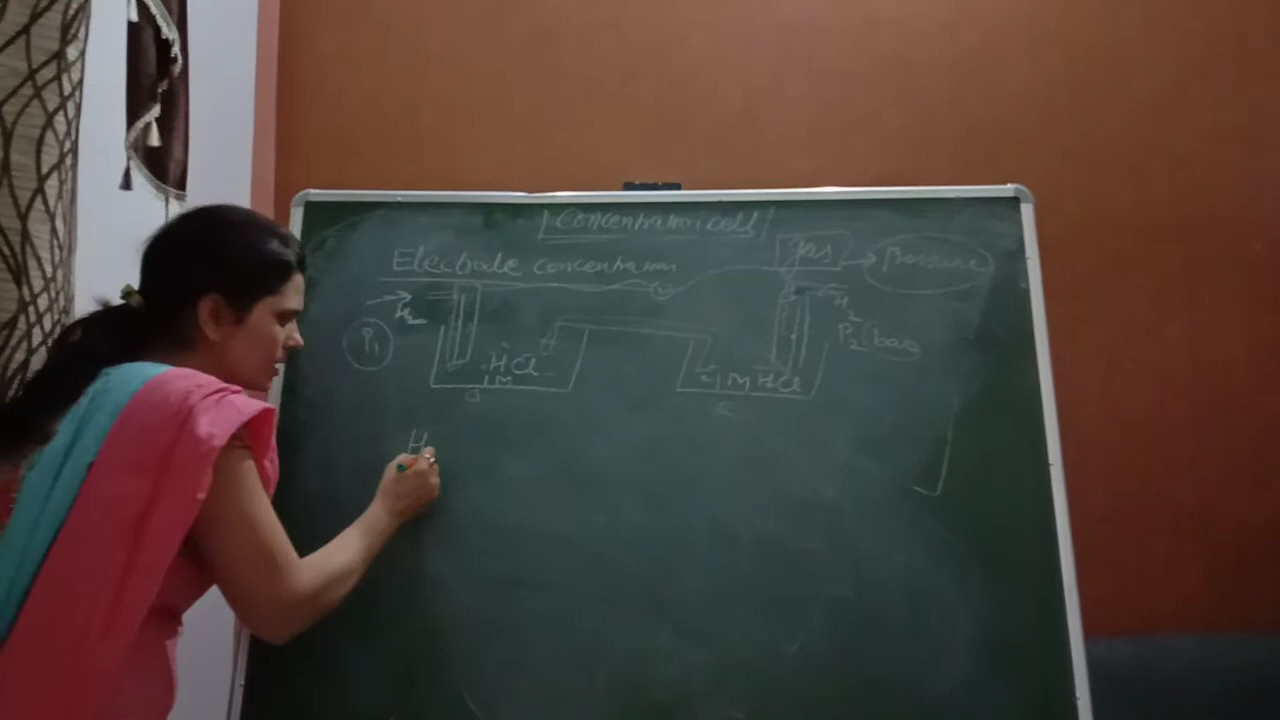 Concentration cell
Electrode concentration
gas → Pressure
H2
H2
P1
P2 (bar
HCl
1M
1M HCl
H